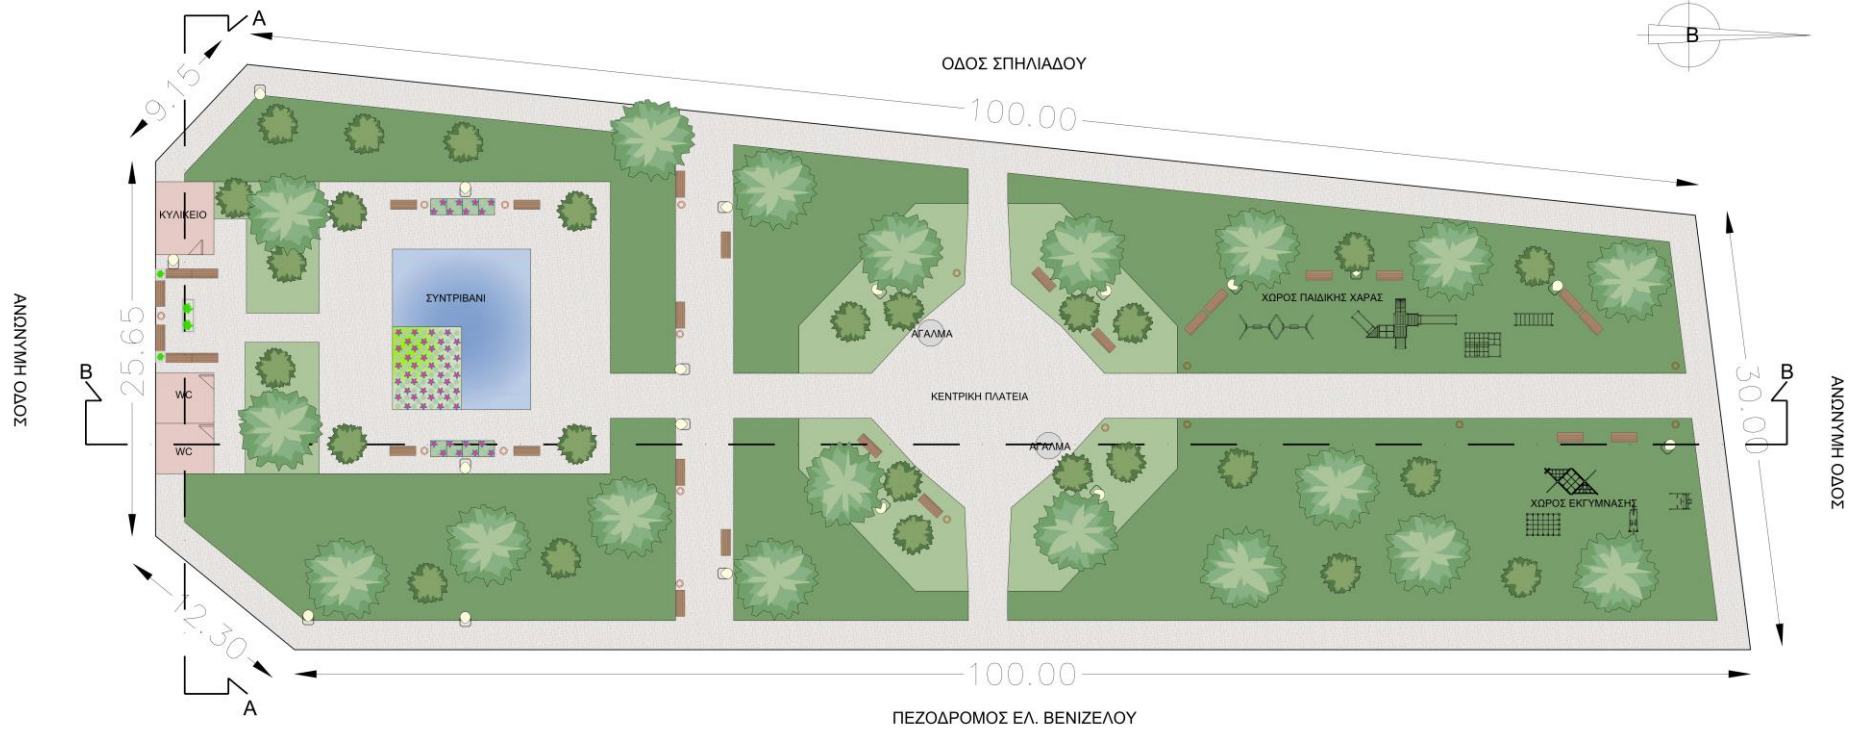 A
B
ΟΔΟΣ ΣΠΗΛΙΑΔΟΥ
9.15
100.00
ΚΥΛΙΚΕΙΟ
ΣΥΝΤΡΙΒΑΝΙ
ΧΩΡΟΣ ΠΑΙΔΙΚΗΣ ΧΑΡΑΣ
ΑΓΑΛΜΑ
ΑΝΩΝΥΜΗ ΟΔΟΣ
25.65
B
B
WC
ΚΕΝΤΡΙΚΗ ΠΛΑΤΕΙΑ
30.00
ΑΝΩΝΥΜΗ ΟΔΟΣ
WC
ΑΓΑΛΜΑ
ΧΩΡΟΣ ΕΚΓΥΜΝΑΣΗΣ
12.30
100.00
A
ΠΕΖΟΔΡΟΜΟΣ ΕΛ. ΒΕΝΙΖΕΛΟΥ